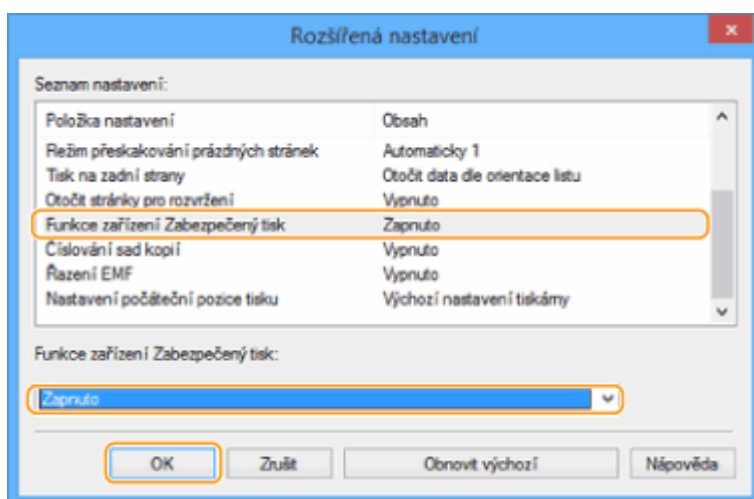 Rozšířená nastavení
Seznam nastavení:
Položka nastavení Obsah
Režim přeskakování prázdných stránek Automaticky 1
Tisk na zadní strany Otočit data dle orientace listu
Otočit stránky pro rozvržení Vypnuto
Funkce zařízení Zabezpečený tisk Zapnuto
Číslování sad kopií Vypnuto
Řazení EMF Vypnuto
Nastavení počáteční pozice tisku Výchozí nastavení tiskárny
Funkce zařízení Zabezpečený tisk:
Zapnuto
OK Zrušit Obnovit výchozí Nápověda